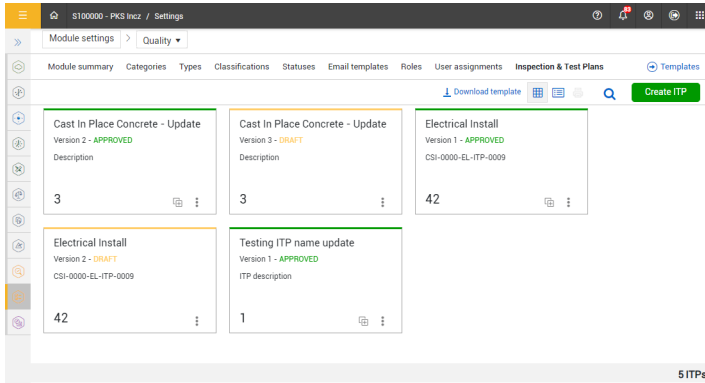 S100000 - PKS Incz / Settings
Module settings > Quality
Module summary Categories Types Classifications Statuses Email templates Roles User assignments Inspection & Test Plans Templates
Download template Create ITP
Cast In Place Concrete - Update
Version 2 - APPROVED
Description
3
Cast In Place Concrete - Update
Version 3 - DRAFT
Description
3
Electrical Install
Version 1 - APPROVED
CSI-0000-EL-ITP-0009
42
Electrical Install
Version 2 - DRAFT
CSI-0000-EL-ITP-0009
42
Testing ITP name update
Version 1 - APPROVED
ITP description
1
5 ITPs